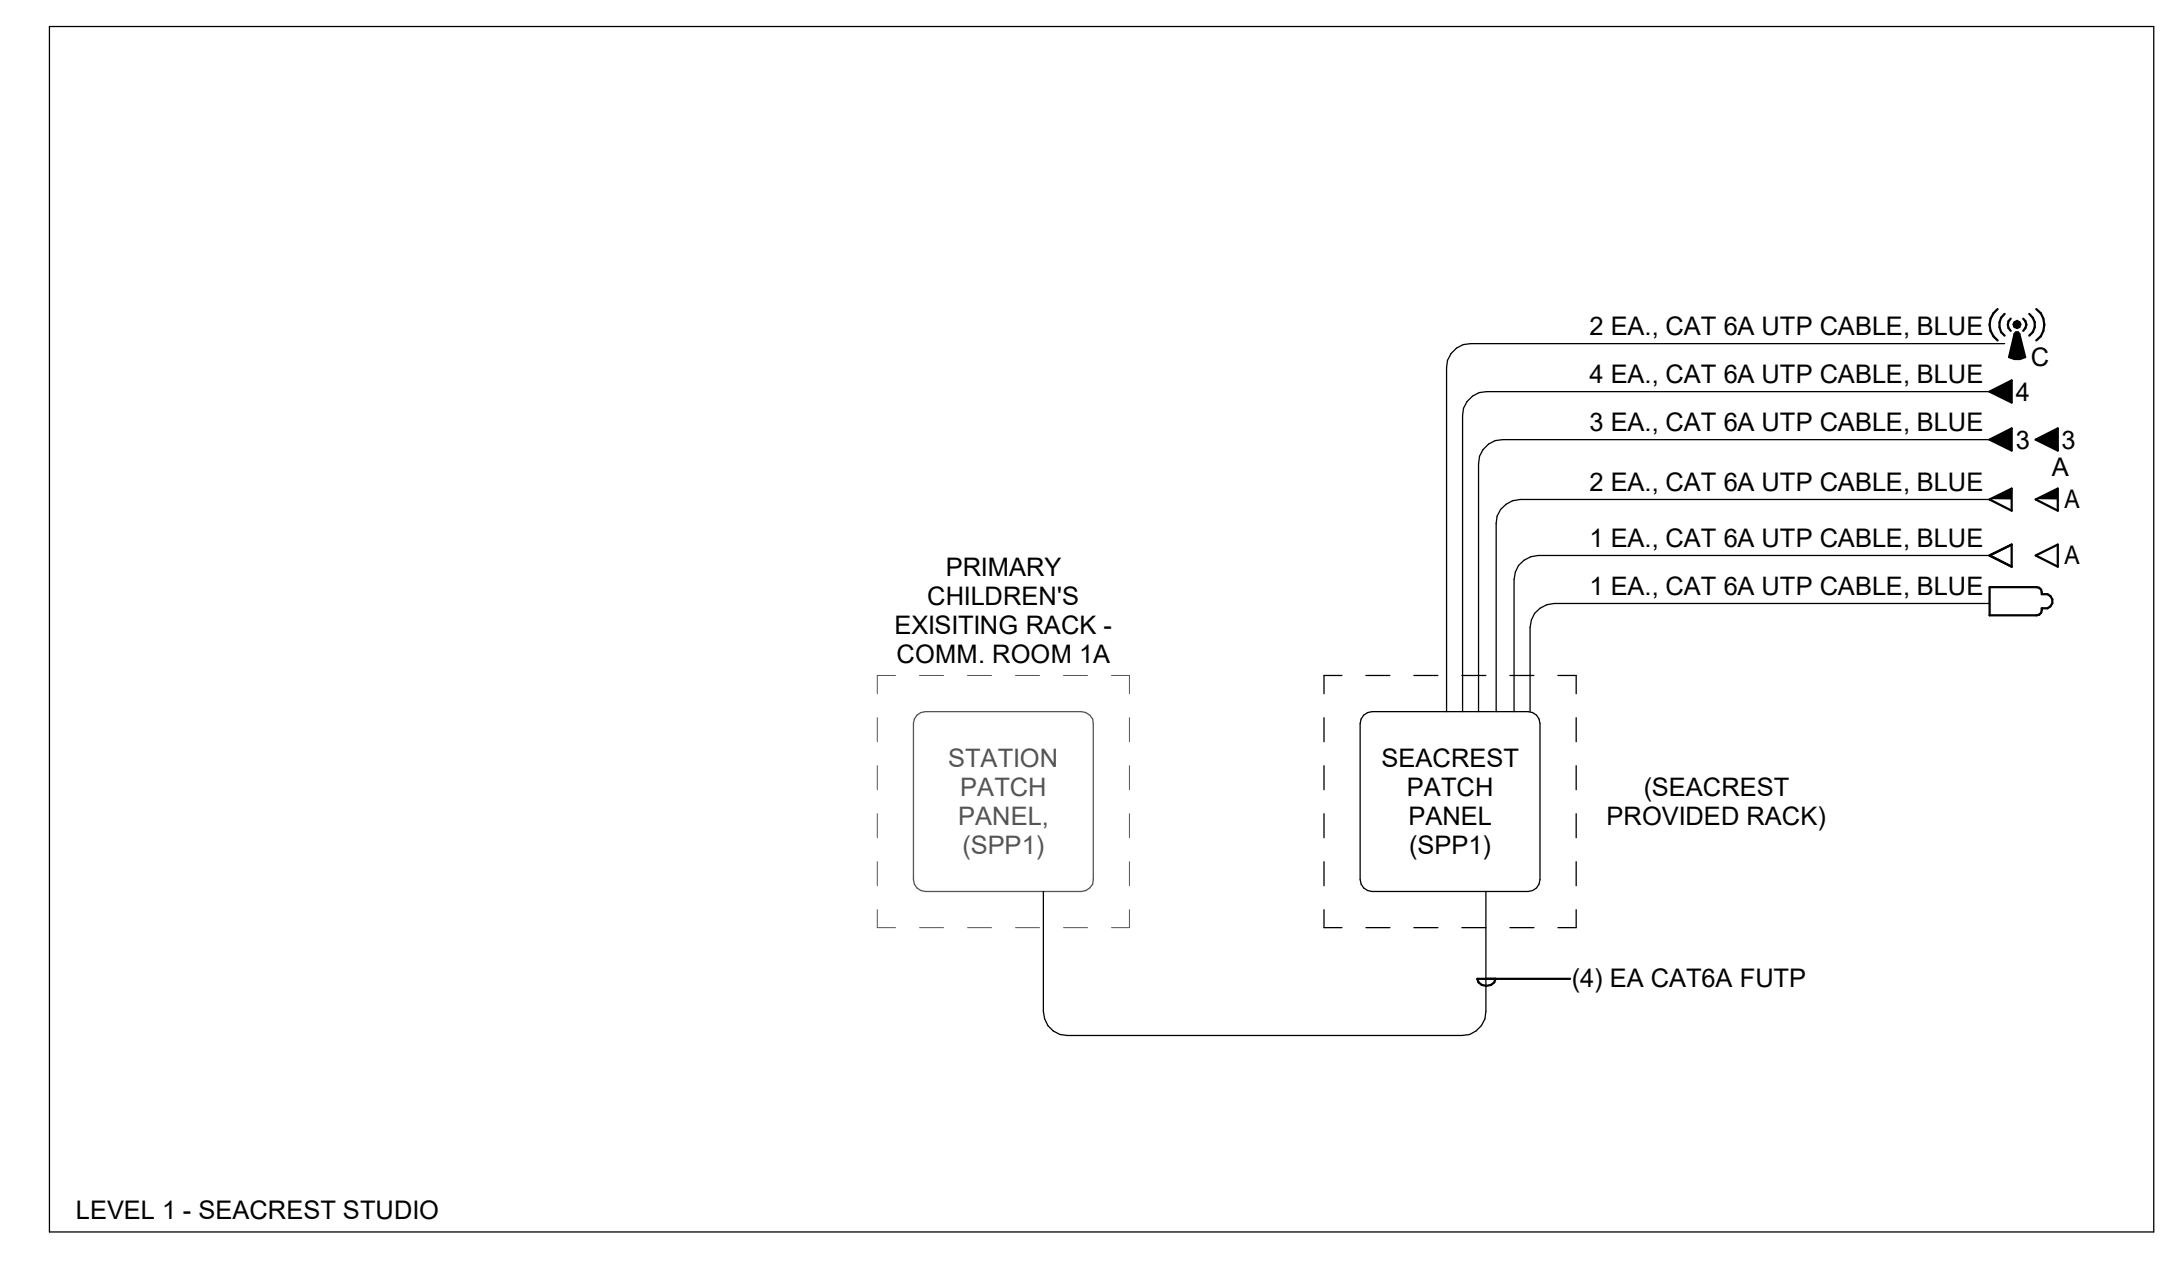 2 EA., CAT 6A UTP CABLE, BLUE
C
4 EA., CAT 6A UTP CABLE, BLUE
4
3 EA., CAT 6A UTP CABLE, BLUE
3 3
A
2 EA., CAT 6A UTP CABLE, BLUE
A
1 EA., CAT 6A UTP CABLE, BLUE
A
1 EA., CAT 6A UTP CABLE, BLUE
PRIMARY
CHILDREN'S
EXISITING RACK -
COMM. ROOM 1A
STATION
PATCH
PANEL,
(SPP1)
SEACREST
PATCH
PANEL
(SPP1)
(SEACREST
PROVIDED RACK)
(4) EA CAT6A FUTP
LEVEL 1 - SEACREST STUDIO